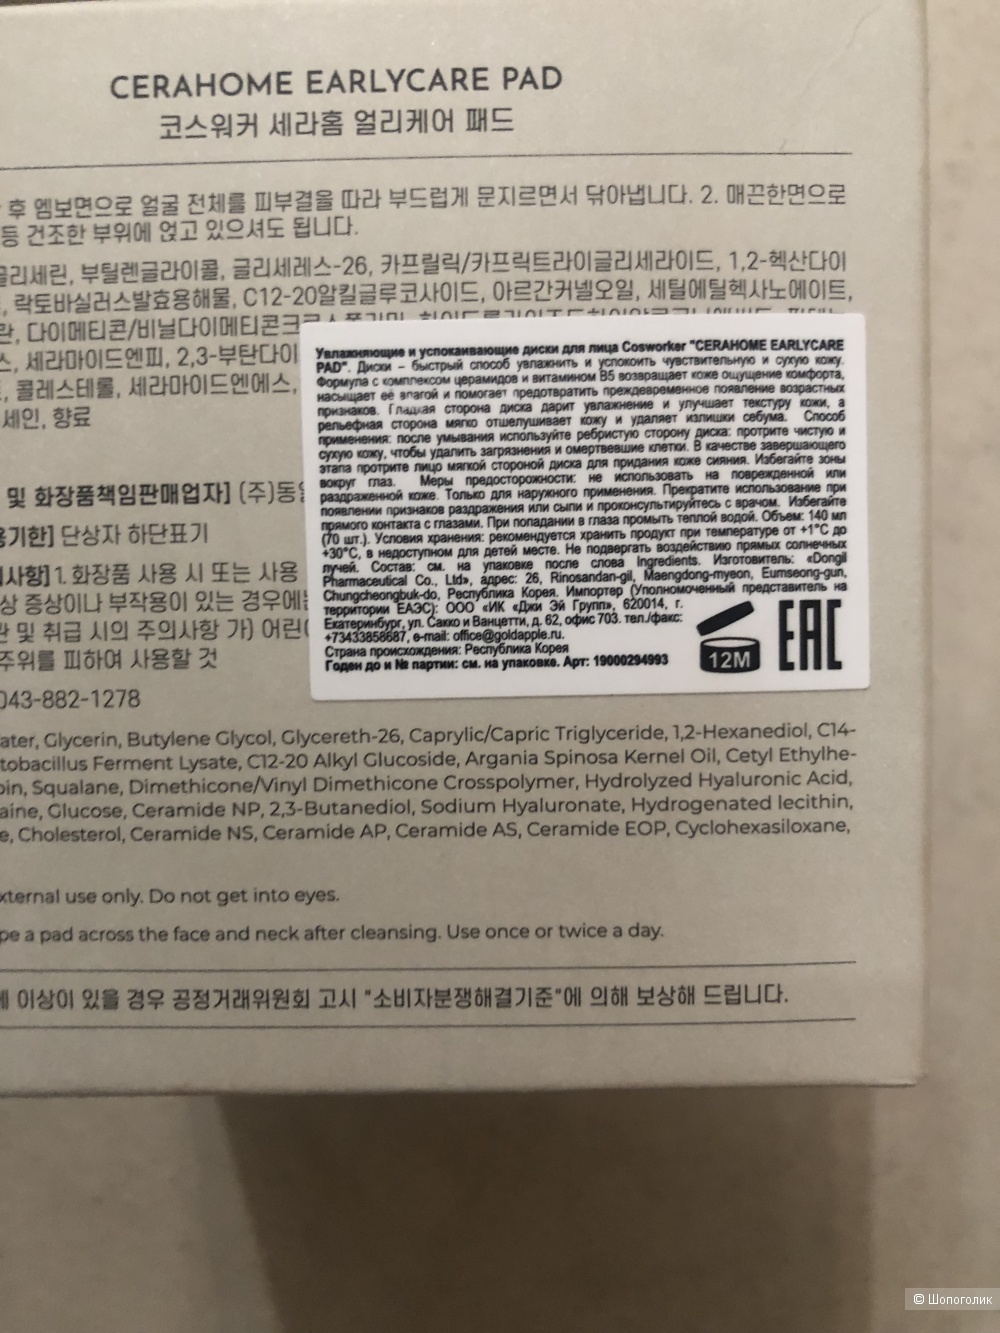 CERAHOME EARLYCARE PAD
코스워커 세라홈 얼리케어 패드
후 엠보면으로 얼굴 전체를 피부결을 따라 부드럽게 문지르면서 닦아냅니다. 2. 매끈한면으로
등 건조한 부위에 얹고 있으셔도 됩니다.
글리세린, 부틸렌글라이콜, 글리세레스-26, 카프릴릭/카프릭트라이글리세라이드, 1,2-헥산다이
락토바실러스발효용해물, C12-20알킬글루코사이드, 아르간커넬오일, 세틸에틸헥사노에이트,
란, 다이메티콘/비닐다이메티콘크
스, 세라마이드엔피, 2,3-부탄다이
콜레스테롤, 세라마이드엔에스,
세인, 향료
및 화장품책임판매업자] (주)동일
용기한] 단상자 하단표기
의사항] 1. 화장품 사용 시 또는 사용
상 증상이나 부작용이 있는 경우에는
관 및 취급 시의 주의사항 가) 어린이
주위를 피하여 사용할 것
043-882-1278
Увлажняющие и успокаивающие диски для лица Cosworker "CERAHOME EARLYCARE
PAD". Диски – быстрый способ увлажнить и успокоить чувствительную и сухую кожу.
Формула с комплексом церамидов и витамином B5 возвращает коже ощущение комфорта,
насыщает её влагой и помогает предотвратить преждевременное появление возрастных
признаков. Гладкая сторона диска дарит увлажнение и улучшает текстуру кожи, а
рельефная сторона мягко отшелушивает кожу и удаляет излишки себума. Способ
применения: после умывания используйте ребристую сторону диска: протрите чистую и
сухую кожу, чтобы удалить загрязнения и омертвевшие клетки. В качестве завершающего
этапа протрите лицо мягкой стороной диска для придания коже сияния. Избегайте зоны
вокруг глаз. Меры предосторожности: не использовать на поврежденной или
раздраженной коже. Только для наружного применения. Прекратите использование при
появлении признаков раздражения или сыпи и проконсультируйтесь с врачом. Избегайте
прямого контакта с глазами. При попадании в глаза промыть теплой водой. Объем: 140 мл
(70 шт.). Условия хранения: рекомендуется хранить продукт при температуре от +1°C до
+30°C, в недоступном для детей месте. Не подвергать воздействию прямых солнечных
лучей. Состав: см. на упаковке после слова Ingredients. Изготовитель: «Dongil
Pharmaceutical Co., Ltd», адрес: 26, Rinosandan-gil, Maengdong-myeon, Eumseong-gun,
Chungcheongbuk-do, Республика Корея. Импортер (Уполномоченный представитель на
территории ЕАЭС): ООО «ИК «Джи Эй Групп», 620014, г.
Екатеринбург, ул. Сакко и Ванцетти, д. 62, офис 703. тел./факс:
+73433858687, e-mail: office@goldapple.ru.
Страна происхождения: Республика Корея
Годен до и № партии: см. на упаковке. Арт: 19000294993
12M
EAC
ater, Glycerin, Butylene Glycol, Glycereth-26, Caprylic/Capric Triglyceride, 1,2-Hexanediol, C14-
tobacillus Ferment Lysate, C12-20 Alkyl Glucoside, Argania Spinosa Kernel Oil, Cetyl Ethylhe-
oin, Squalane, Dimethicone/Vinyl Dimethicone Crosspolymer, Hydrolyzed Hyaluronic Acid,
aine, Glucose, Ceramide NP, 2,3-Butanediol, Sodium Hyaluronate, Hydrogenated lecithin,
e, Cholesterol, Ceramide NS, Ceramide AP, Ceramide AS, Ceramide EOP, Cyclohexasiloxane,
xternal use only. Do not get into eyes.
pe a pad across the face and neck after cleansing. Use once or twice a day.
에 이상이 있을 경우 공정거래위원회 고시 "소비자분쟁해결기준"에 의해 보상해 드립니다.
© Шопоголик